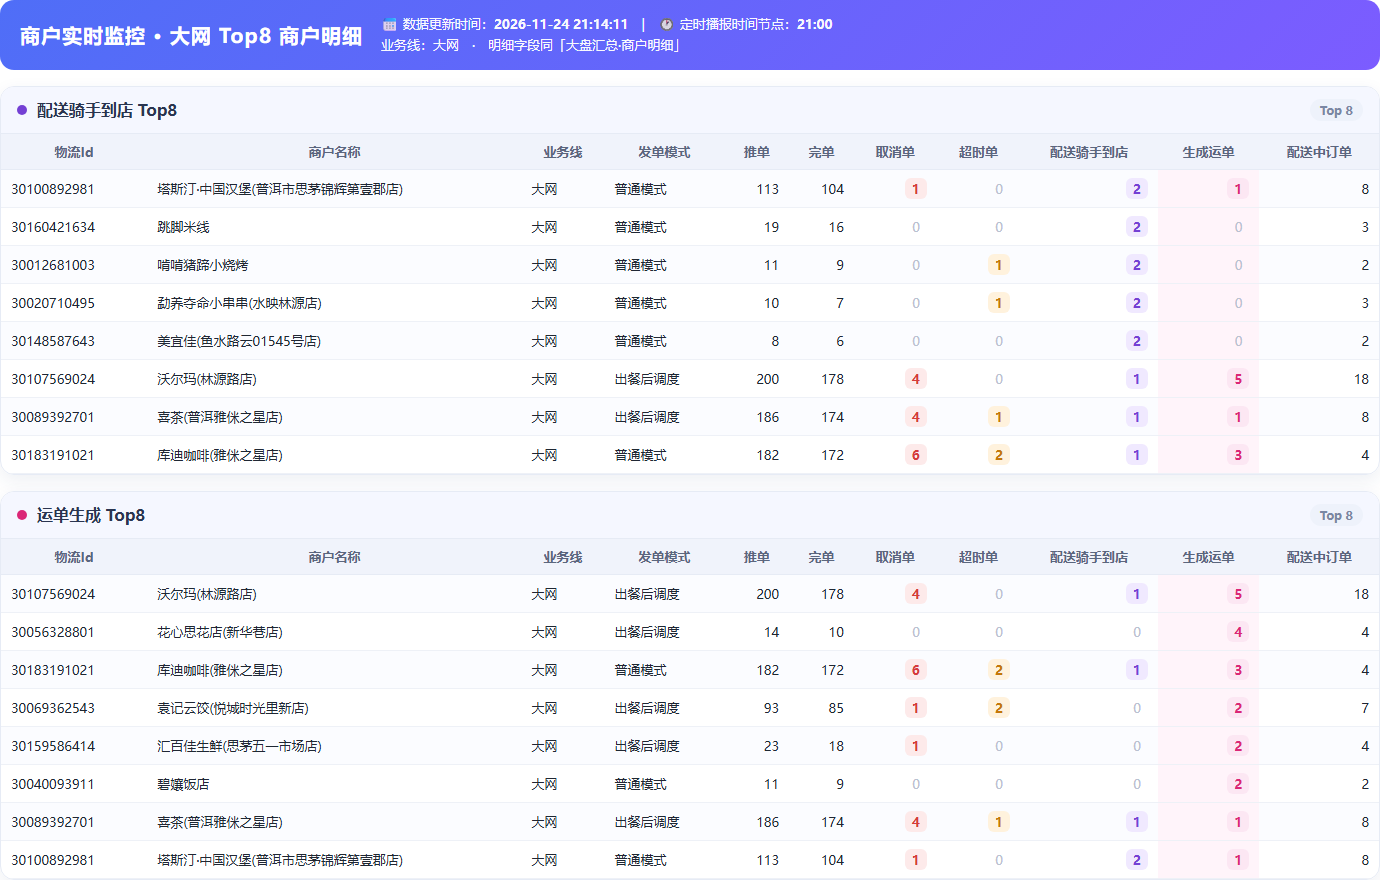 商户实时监控 • 大网 Top8 商户明细
数据更新时间：2026-11-24 21:14:11 | 定时播报时间节点：21:00
业务线：大网 · 明细字段同「大盘汇总·商户明细」
配送骑手到店 Top8 Top 8
物流Id 商户名称 业务线 发单模式 推单 完单 取消单 超时单 配送骑手到店 生成运单 配送中订单
30100892981 塔斯汀·中国汉堡(普洱市思茅锦辉第壹郡店) 大网 普通模式 113 104 1 0 2 1 8
30160421634 跳脚米线 大网 普通模式 19 16 0 0 2 0 3
30012681003 啃啃猪蹄小烧烤 大网 普通模式 11 9 0 1 2 0 2
30020710495 勐养夺命小串串(水映林源店) 大网 普通模式 10 7 0 1 2 0 3
30148587643 美宜佳(鱼水路云01545号店) 大网 普通模式 8 6 0 0 2 0 2
30107569024 沃尔玛(林源路店) 大网 出餐后调度 200 178 4 0 1 5 18
30089392701 喜茶(普洱雅侎之星店) 大网 出餐后调度 186 174 4 1 1 1 8
30183191021 库迪咖啡(雅侎之星店) 大网 普通模式 182 172 6 2 1 3 4
运单生成 Top8 Top 8
物流Id 商户名称 业务线 发单模式 推单 完单 取消单 超时单 配送骑手到店 生成运单 配送中订单
30107569024 沃尔玛(林源路店) 大网 出餐后调度 200 178 4 0 1 5 18
30056328801 花心思花店(新华巷店) 大网 出餐后调度 14 10 0 0 0 4 4
30183191021 库迪咖啡(雅侎之星店) 大网 普通模式 182 172 6 2 1 3 4
30069362543 袁记云饺(悦城时光里新店) 大网 出餐后调度 93 85 1 2 0 2 7
30159586414 汇百佳生鲜(思茅五一市场店) 大网 出餐后调度 23 18 1 0 0 2 4
30040093911 碧孃饭店 大网 普通模式 11 9 0 0 0 2 2
30089392701 喜茶(普洱雅侎之星店) 大网 出餐后调度 186 174 4 1 1 1 8
30100892981 塔斯汀·中国汉堡(普洱市思茅锦辉第壹郡店) 大网 普通模式 113 104 1 0 2 1 8